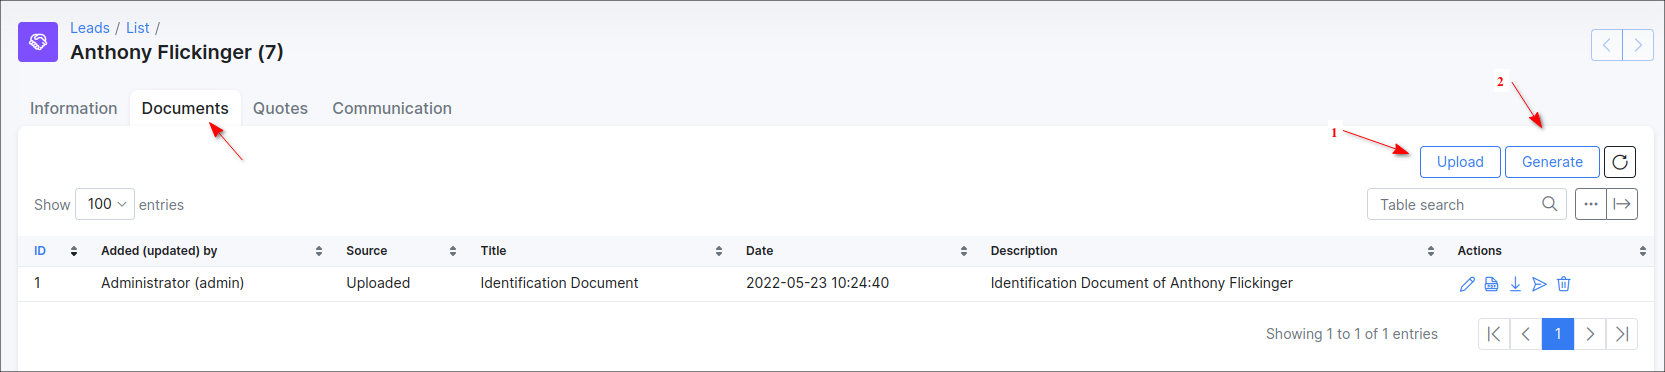 Leads / List /
Anthony Flickinger (7)
Information Documents Quotes Communication
2
1
Upload Generate
Show 100 entries Table search
ID Added (updated) by Source Title Date Description Actions
1 Administrator (admin) Uploaded Identification Document 2022-05-23 10:24:40 Identification Document of Anthony Flickinger
Showing 1 to 1 of 1 entries 1